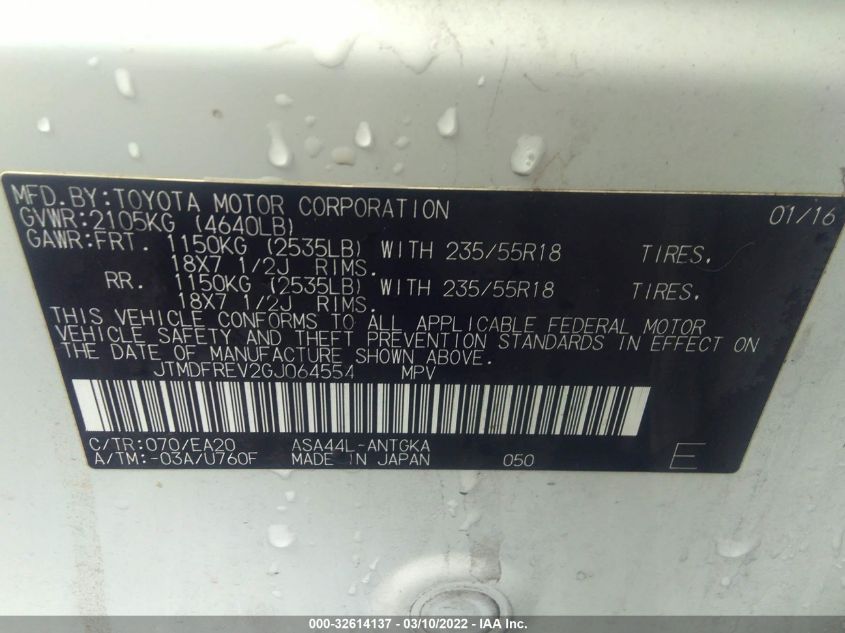 MFD.BY:TOYOTA MOTOR CORPORATION 01/16
GVWR:2105KG (4640LB)
GAWR:FRT. 1150KG (2535LB) WITH 235/55R18 TIRES,
18X7 1/2J RIMS.
RR. 1150KG (2535LB) WITH 235/55R18 TIRES,
18X7 1/2J RIMS.
THIS VEHICLE CONFORMS TO ALL APPLICABLE FEDERAL MOTOR
VEHICLE SAFETY AND THEFT PREVENTION STANDARDS IN EFFECT ON
THE DATE OF MANUFACTURE SHOWN ABOVE.
JTMDFREV2GJ064554 MPV
C/TR:070/EA20 ASA44L-ANTGKA
A/TM:-03A/U760F MADE IN JAPAN 050 E
000-32614137 - 03/10/2022 - IAA Inc.